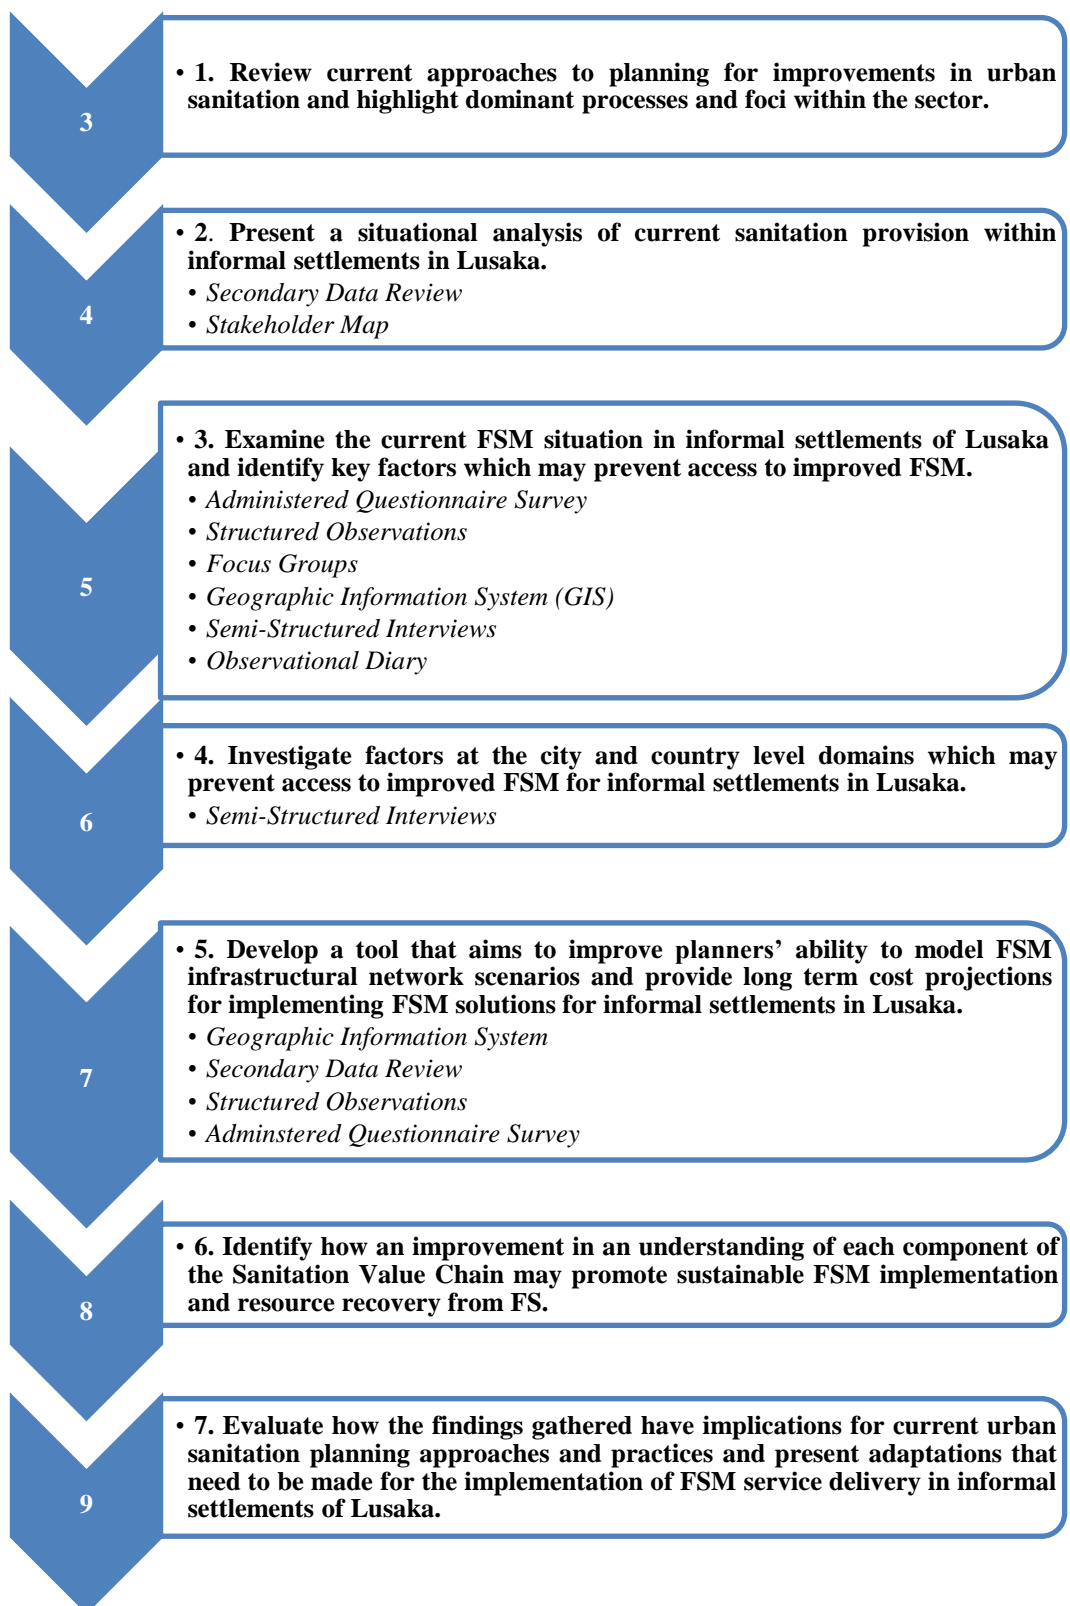 3
• 1. Review current approaches to planning for improvements in urban
sanitation and highlight dominant processes and foci within the sector.
4
• 2. Present a situational analysis of current sanitation provision within
informal settlements in Lusaka.
• Secondary Data Review
• Stakeholder Map
5
• 3. Examine the current FSM situation in informal settlements of Lusaka
and identify key factors which may prevent access to improved FSM.
• Administered Questionnaire Survey
• Structured Observations
• Focus Groups
• Geographic Information System (GIS)
• Semi-Structured Interviews
• Observational Diary
6
• 4. Investigate factors at the city and country level domains which may
prevent access to improved FSM for informal settlements in Lusaka.
• Semi-Structured Interviews
7
• 5. Develop a tool that aims to improve planners’ ability to model FSM
infrastructural network scenarios and provide long term cost projections
for implementing FSM solutions for informal settlements in Lusaka.
• Geographic Information System
• Secondary Data Review
• Structured Observations
• Adminstered Questionnaire Survey
8
• 6. Identify how an improvement in an understanding of each component of
the Sanitation Value Chain may promote sustainable FSM implementation
and resource recovery from FS.
9
• 7. Evaluate how the findings gathered have implications for current urban
sanitation planning approaches and practices and present adaptations that
need to be made for the implementation of FSM service delivery in informal
settlements of Lusaka.